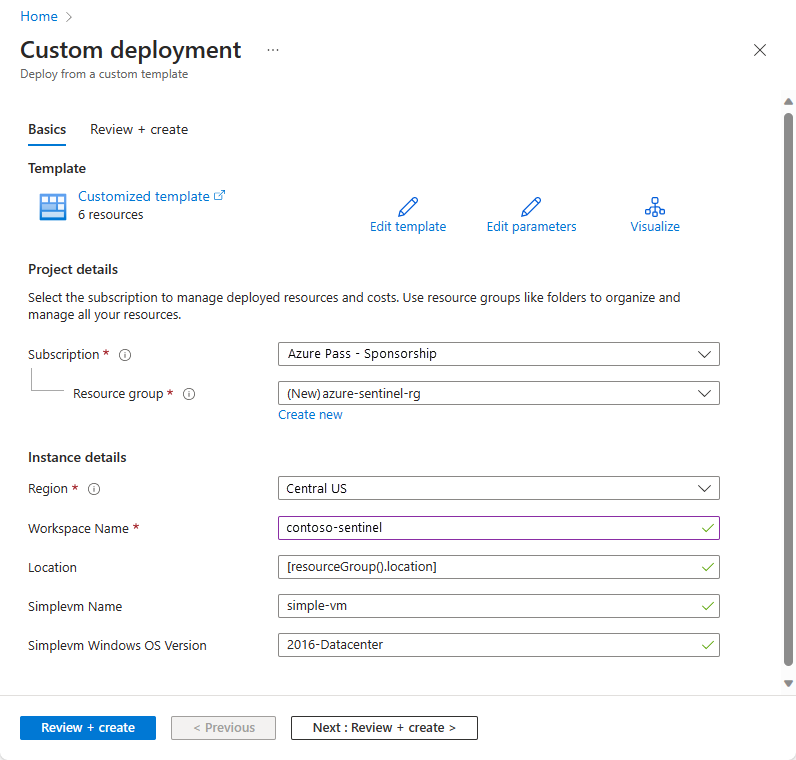 Home >
Custom deployment ...
Deploy from a custom template
Basics Review + create
Template
Customized template
6 resources
Edit template Edit parameters Visualize
Project details
Select the subscription to manage deployed resources and costs. Use resource groups like folders to organize and
manage all your resources.
Subscription * Azure Pass - Sponsorship
Resource group * (New) azure-sentinel-rg
Create new
Instance details
Region * Central US
Workspace Name * contoso-sentinel
Location [resourceGroup().location]
Simplevm Name simple-vm
Simplevm Windows OS Version 2016-Datacenter
Review + create < Previous Next : Review + create >